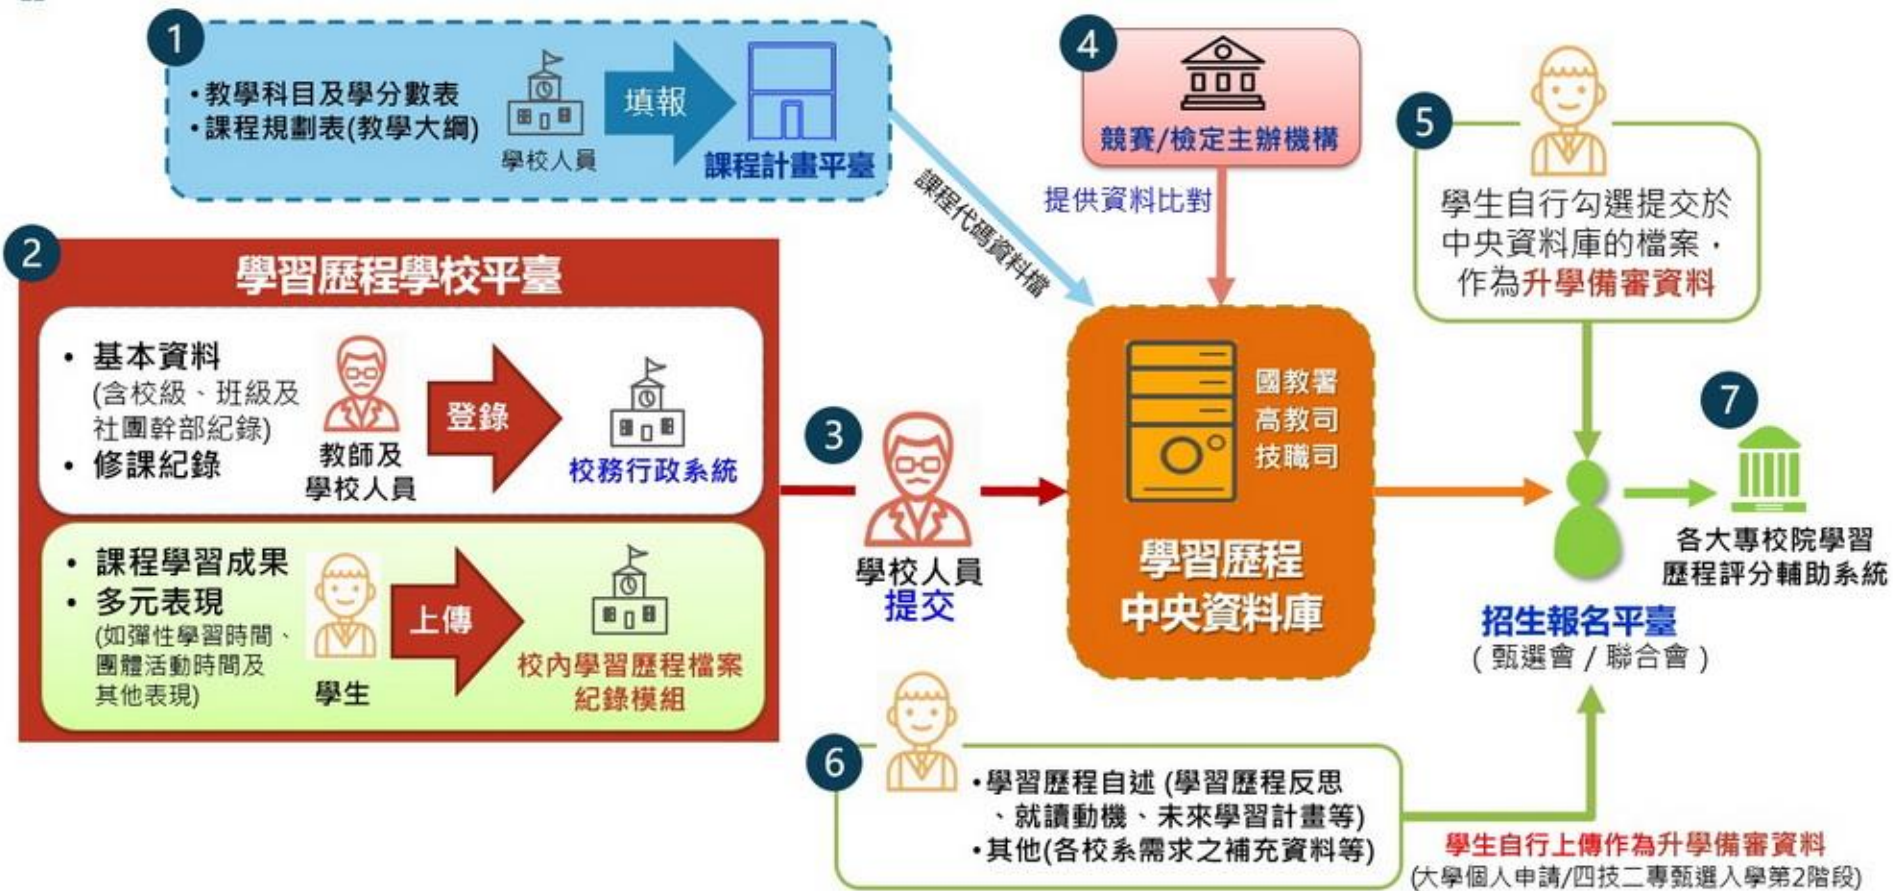 1
•教學科目及學分數表
•課程規劃表(教學大綱)
學校人員
填報
課程計畫平臺
課程代碼資料檔
2
學習歷程學校平臺
• 基本資料
(含校級、班級及
社團幹部紀錄)
• 修課紀錄
教師及
學校人員
登錄
校務行政系統
• 課程學習成果
• 多元表現
(如彈性學習時間、
團體活動時間及
其他表現)
學生
上傳
校內學習歷程檔案
紀錄模組
3
學校人員
提交
4
競賽/檢定主辦機構
提供資料比對
國教署
高教司
技職司
學習歷程
中央資料庫
5
學生自行勾選提交於
中央資料庫的檔案，
作為升學備審資料
招生報名平臺
(甄選會/聯合會)
6
•學習歷程自述 (學習歷程反思
、就讀動機、未來學習計畫等)
•其他(各校系需求之補充資料等)
學生自行上傳作為升學備審資料
(大學個人申請/四技二專甄選入學第2階段)
7
各大專校院學習
歷程評分輔助系統